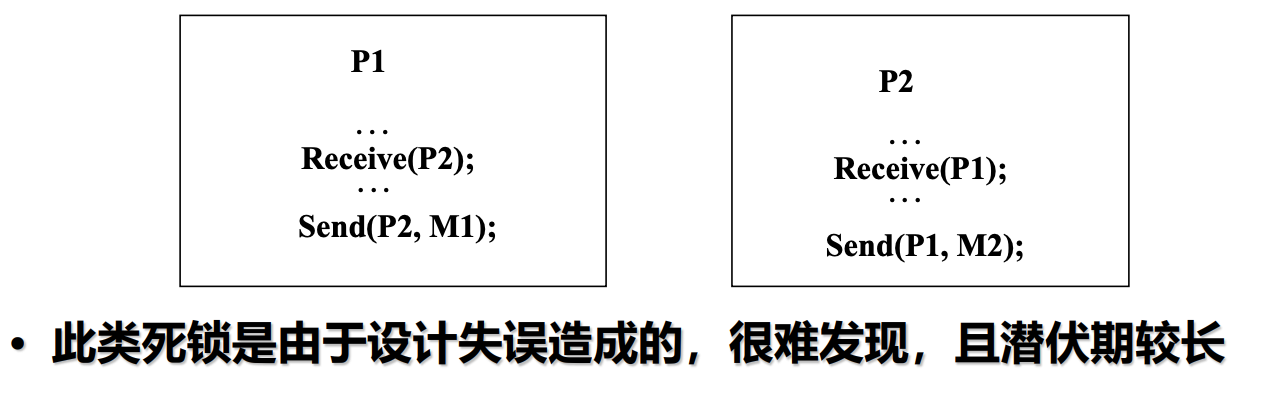 P1
...
Receive(P2);
...
Send(P2, M1);
P2
...
Receive(P1);
...
Send(P1, M2);
• 此类死锁是由于设计失误造成的，很难发现，且潜伏期较长